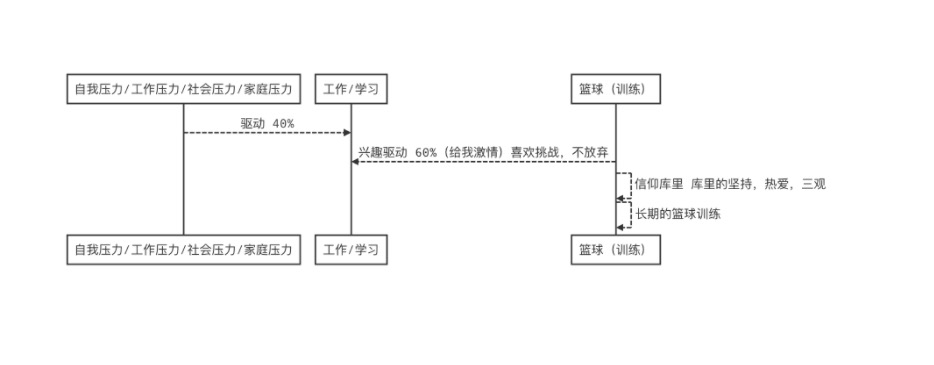 自我压力/工作压力/社会压力/家庭压力
工作/学习
篮球（训练）
驱动 40%
兴趣驱动 60%（给我激情）喜欢挑战，不放弃
信仰库里 库里的坚持，热爱，三观
长期的篮球训练
自我压力/工作压力/社会压力/家庭压力
工作/学习
篮球（训练）